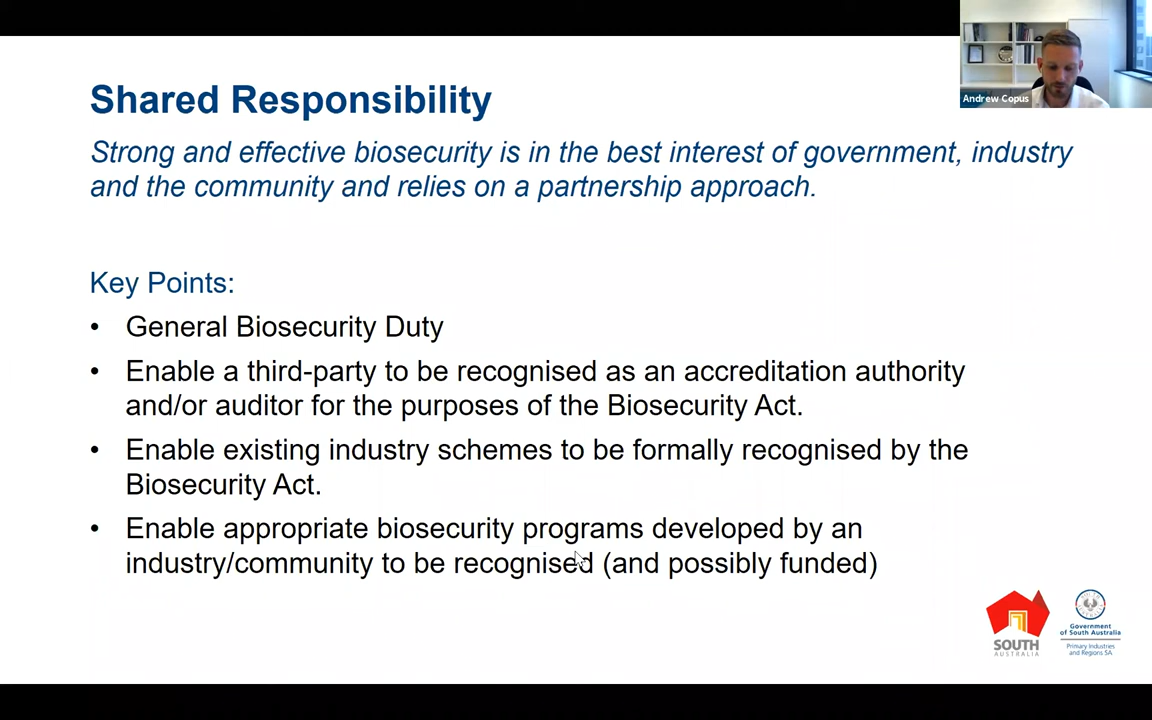 Andrew Copus
Shared Responsibility
Strong and effective biosecurity is in the best interest of government, industry
and the community and relies on a partnership approach.
Key Points:
• General Biosecurity Duty
• Enable a third-party to be recognised as an accreditation authority
and/or auditor for the purposes of the Biosecurity Act.
• Enable existing industry schemes to be formally recognised by the
Biosecurity Act.
• Enable appropriate biosecurity programs developed by an
industry/community to be recognised (and possibly funded)
SOUTH
AUSTRALIA
Government
of South Australia
Primary Industries
and Regions SA